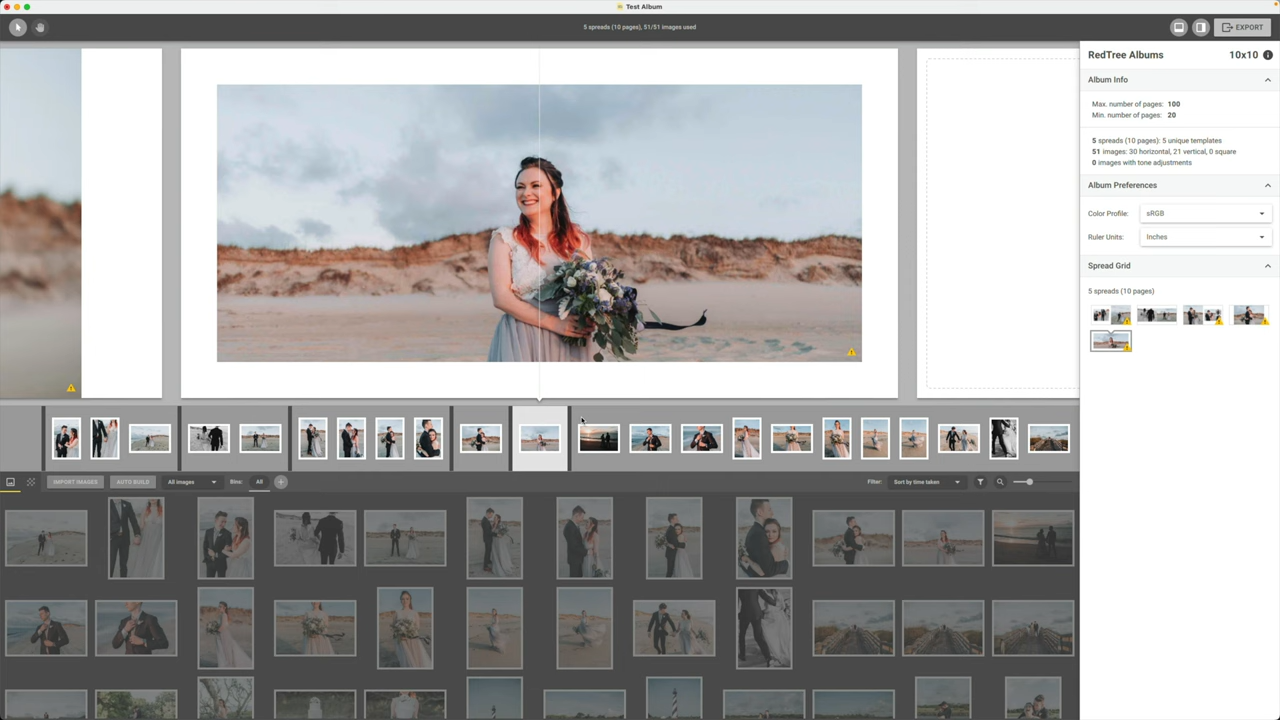 Test Album
5 spreads (10 pages), 51/51 images used
EXPORT
RedTree Albums 10x10
Album Info
Max. number of pages: 100
Min. number of pages: 20
5 spreads (10 pages): 5 unique templates
51 images: 30 horizontal, 21 vertical, 0 square
0 images with tone adjustments
Album Preferences
Color Profile: sRGB
Ruler Units: Inches
Spread Grid
5 spreads (10 pages)
IMPORT IMAGES AUTO BUILD All images Bins: All Filter: Sort by time taken